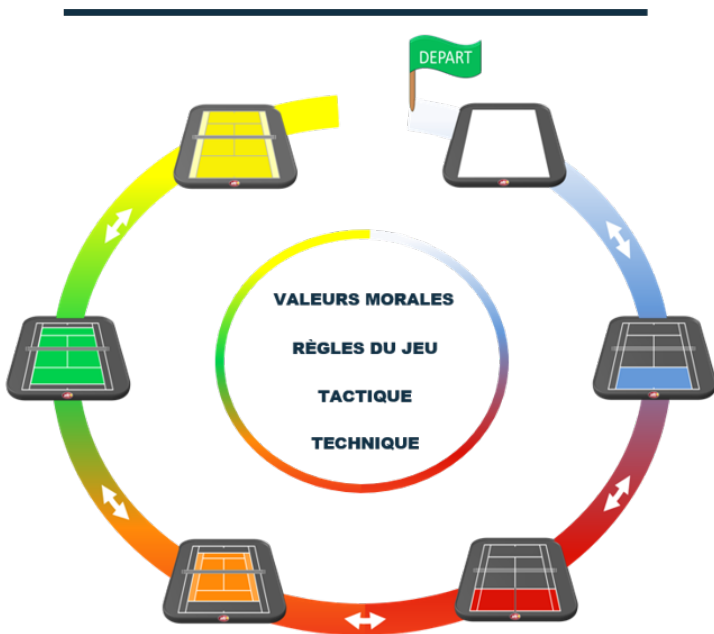 DEPART
VALEURS MORALES
RÈGLES DU JEU
TACTIQUE
TECHNIQUE